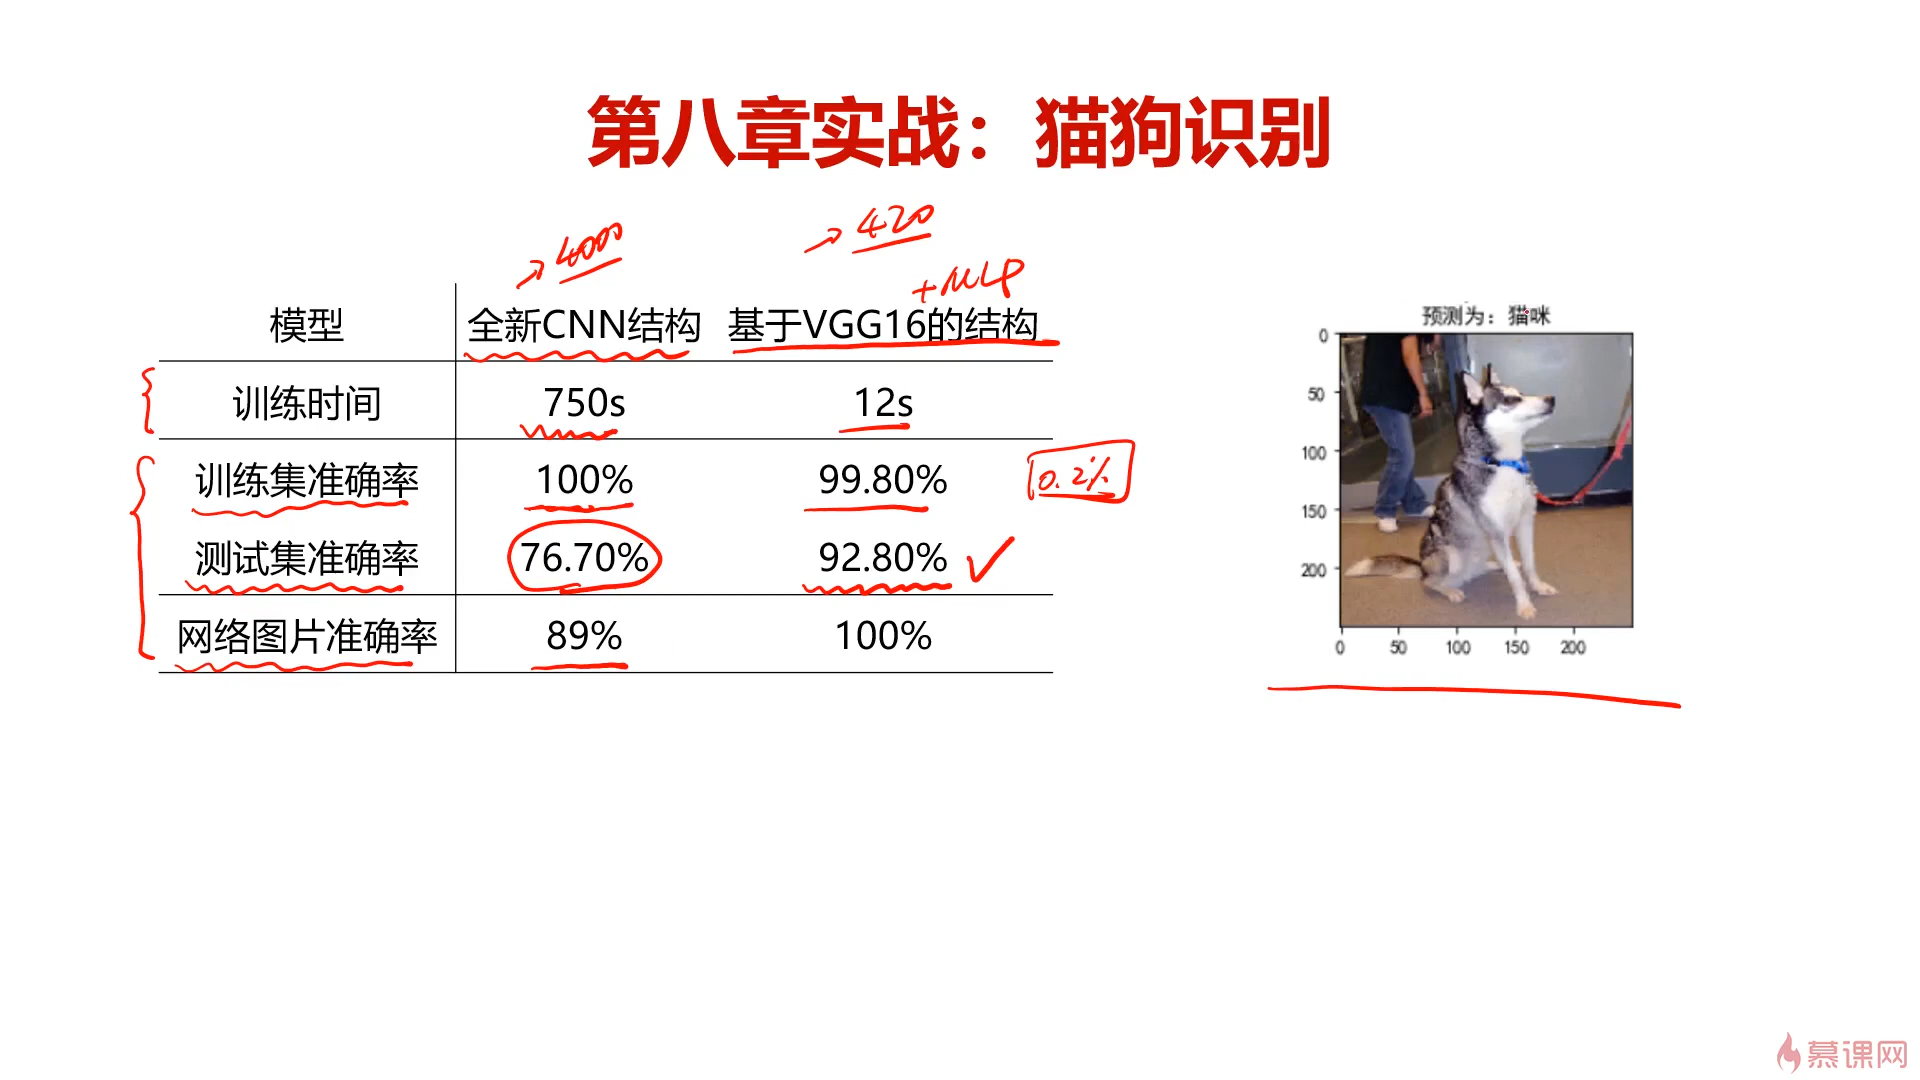 第八章实战：猫狗识别
→4000
→420
+MLP
模型 全新CNN结构 基于VGG16的结构
训练时间 750s 12s
训练集准确率 100% 99.80% 0.2%
测试集准确率 76.70% 92.80%
网络图片准确率 89% 100%
预测为：猫咪
0
50
100
150
200
0 50 100 150 200
慕课网